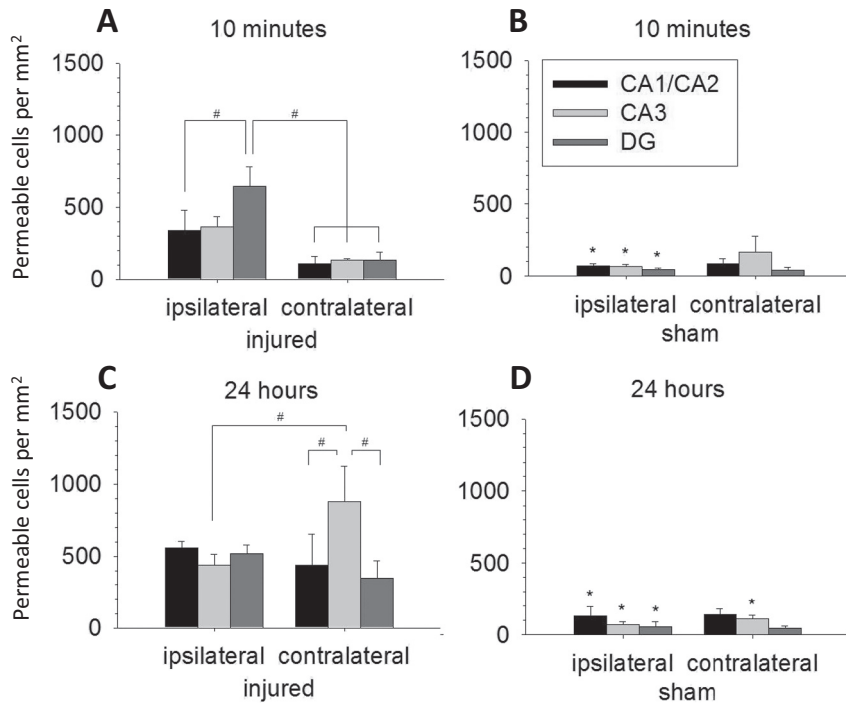 A
10 minutes
Permeable cells per mm²
1500
1000
500
0
#
#
ipsilateral contralateral
injured
B
10 minutes
1500
1000
500
0
CA1/CA2
CA3
DG
* * *
ipsilateral contralateral
sham
C
24 hours
Permeable cells per mm²
1500
1000
500
0
#
# #
ipsilateral contralateral
injured
D
24 hours
1500
1000
500
0
* * * *
ipsilateral contralateral
sham